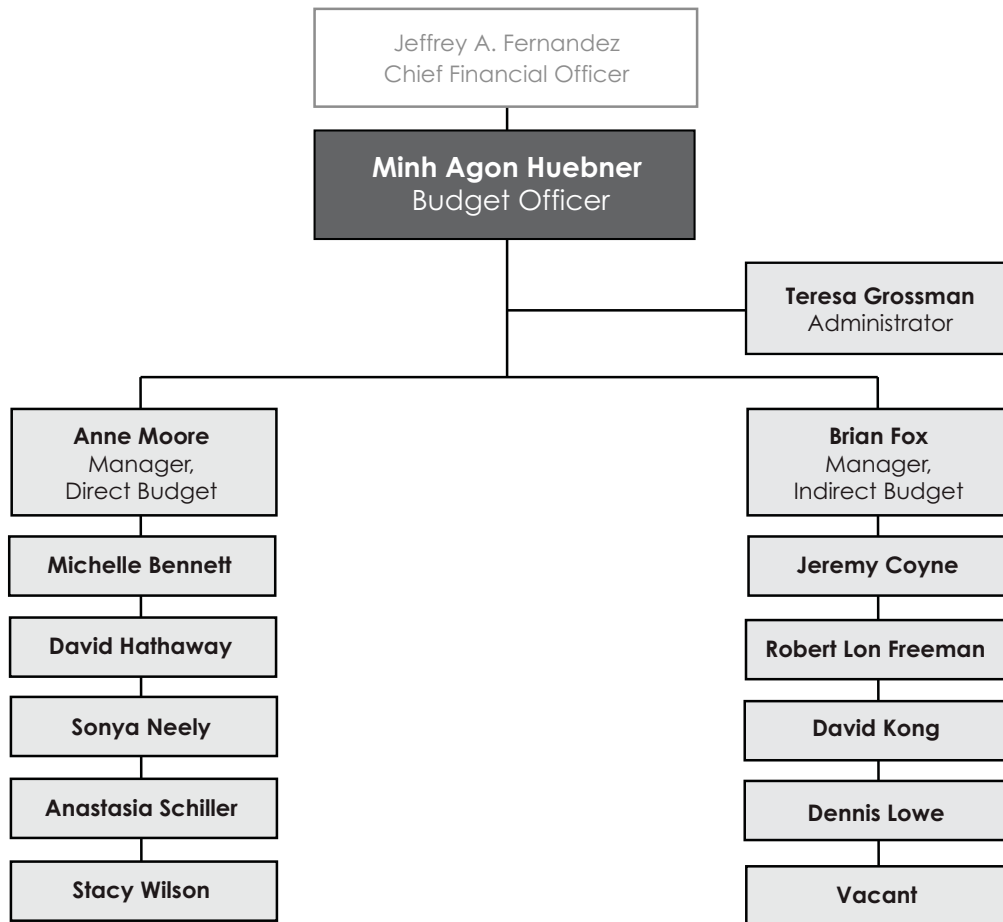 Jeffrey A. Fernandez
Chief Financial Officer
Minh Agon Huebner
Budget Officer
Teresa Grossman
Administrator
Anne Moore
Manager,
Direct Budget
Michelle Bennett
David Hathaway
Sonya Neely
Anastasia Schiller
Stacy Wilson
Brian Fox
Manager,
Indirect Budget
Jeremy Coyne
Robert Lon Freeman
David Kong
Dennis Lowe
Vacant